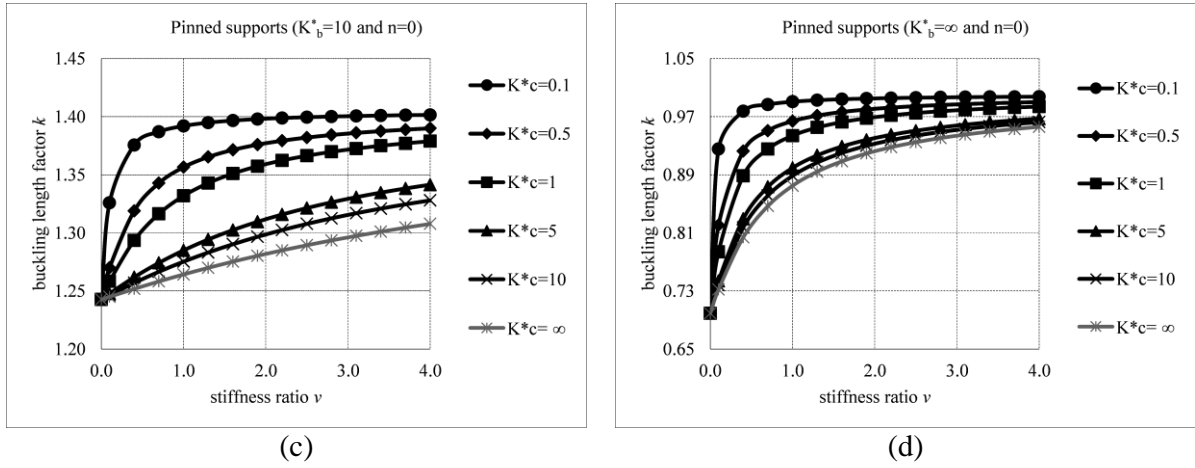 Pinned supports (K*b=10 and n=0)
1.45
1.40
1.35
1.30
1.25
1.20
buckling length factor k
0.0 1.0 2.0 3.0 4.0
stiffness ratio v
K*c=0.1
K*c=0.5
K*c=1
K*c=5
K*c=10
K*c= ∞
(c)
Pinned supports (K*b=∞ and n=0)
1.05
0.97
0.89
0.81
0.73
0.65
buckling length factor k
0.0 1.0 2.0 3.0 4.0
stiffness ratio v
K*c=0.1
K*c=0.5
K*c=1
K*c=5
K*c=10
K*c= ∞
(d)